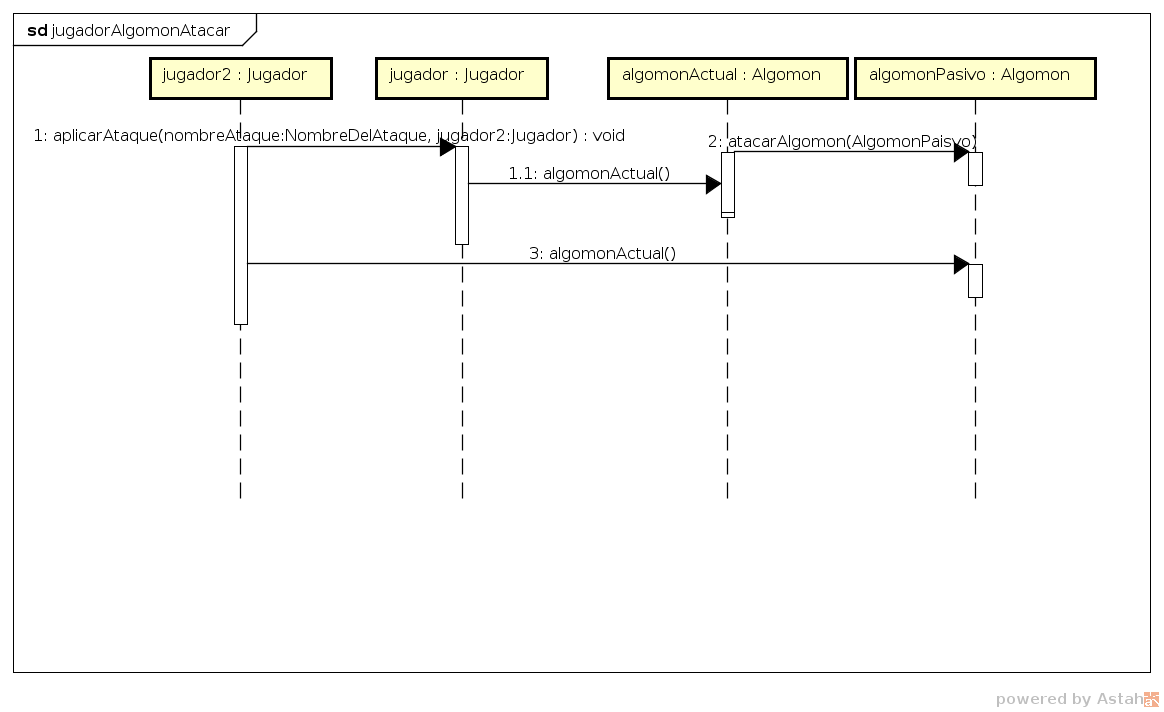 sd jugadorAlgomonAtacar
jugador2 : Jugador
jugador : Jugador
algomonActual : Algomon
algomonPasivo : Algomon
1: aplicarAtaque(nombreAtaque:NombreDelAtaque, jugador2:Jugador) : void
2: atacarAlgomon(AlgomonPaisvo)
1.1: algomonActual()
3: algomonActual()
powered by Astah